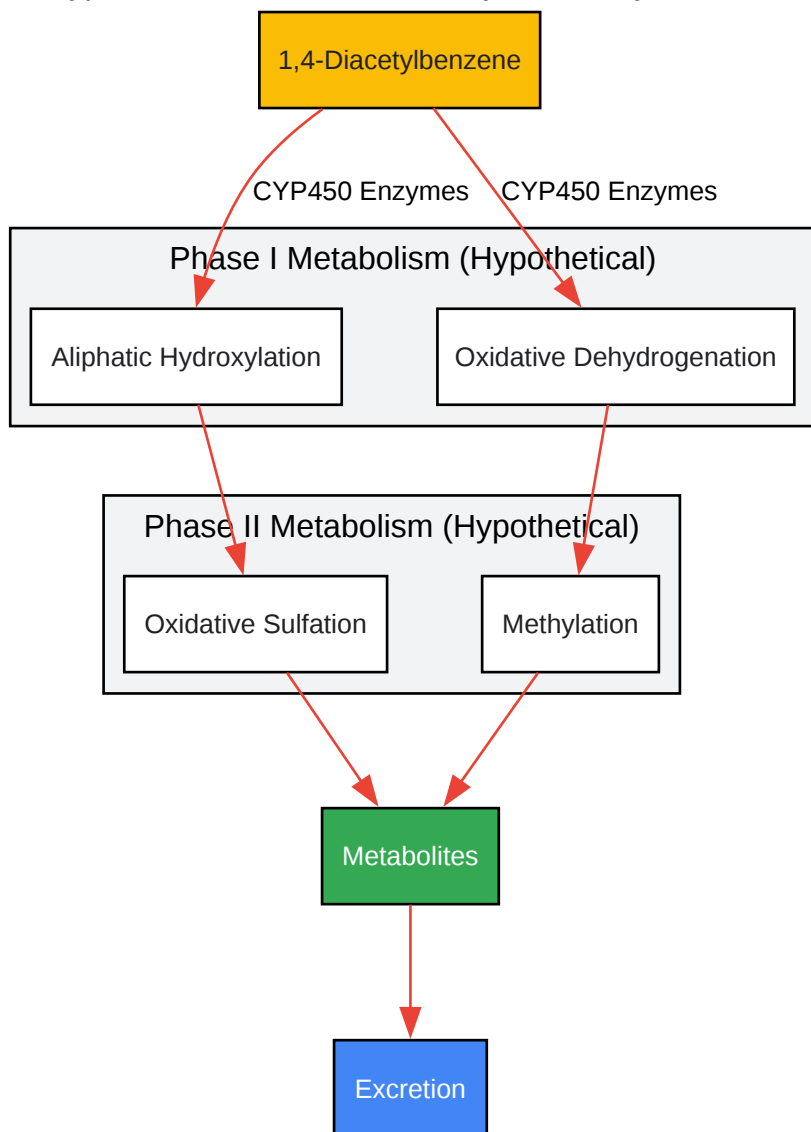 1,4-Diacetylbenzene
CYP450 Enzymes CYP450 Enzymes
Phase I Metabolism (Hypothetical)
Aliphatic Hydroxylation Oxidative Dehydrogenation
Phase II Metabolism (Hypothetical)
Oxidative Sulfation Methylation
Metabolites
Excretion